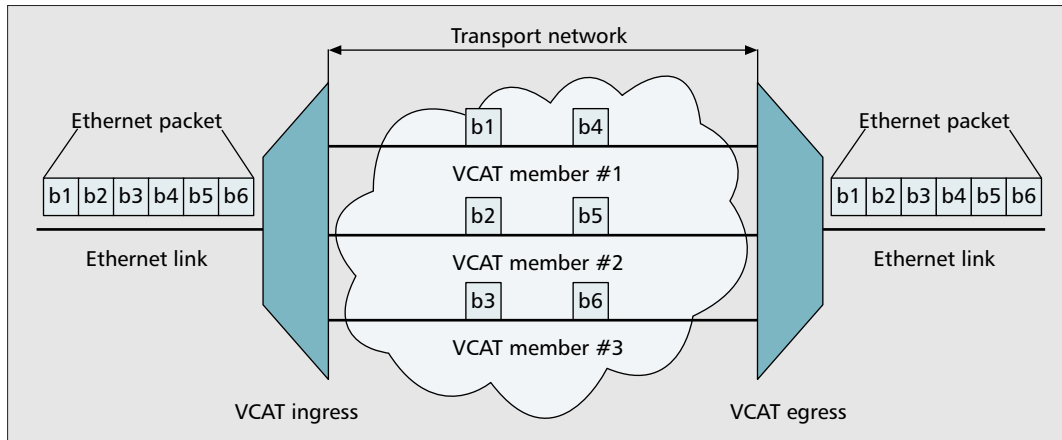 Transport network
Ethernet packet
b1 b2 b3 b4 b5 b6
Ethernet link
b1 b4
VCAT member #1
b2 b5
VCAT member #2
b3 b6
VCAT member #3
Ethernet packet
b1 b2 b3 b4 b5 b6
Ethernet link
VCAT ingress
VCAT egress